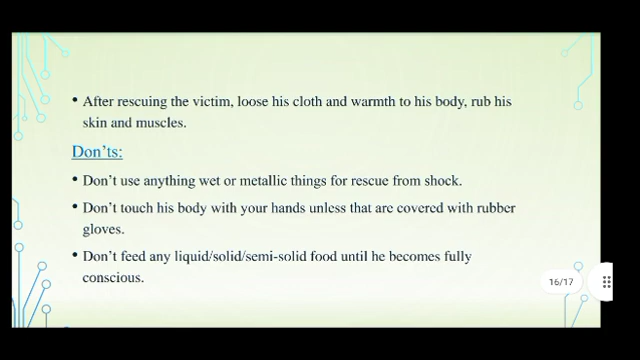 • After rescuing the victim, loose his cloth and warmth to his body, rub his
skin and muscles.
Don'ts:
• Don't use anything wet or metallic things for rescue from shock.
• Don't touch his body with your hands unless that are covered with rubber
gloves.
• Don't feed any liquid/solid/semi-solid food until he becomes fully
conscious.
16/17